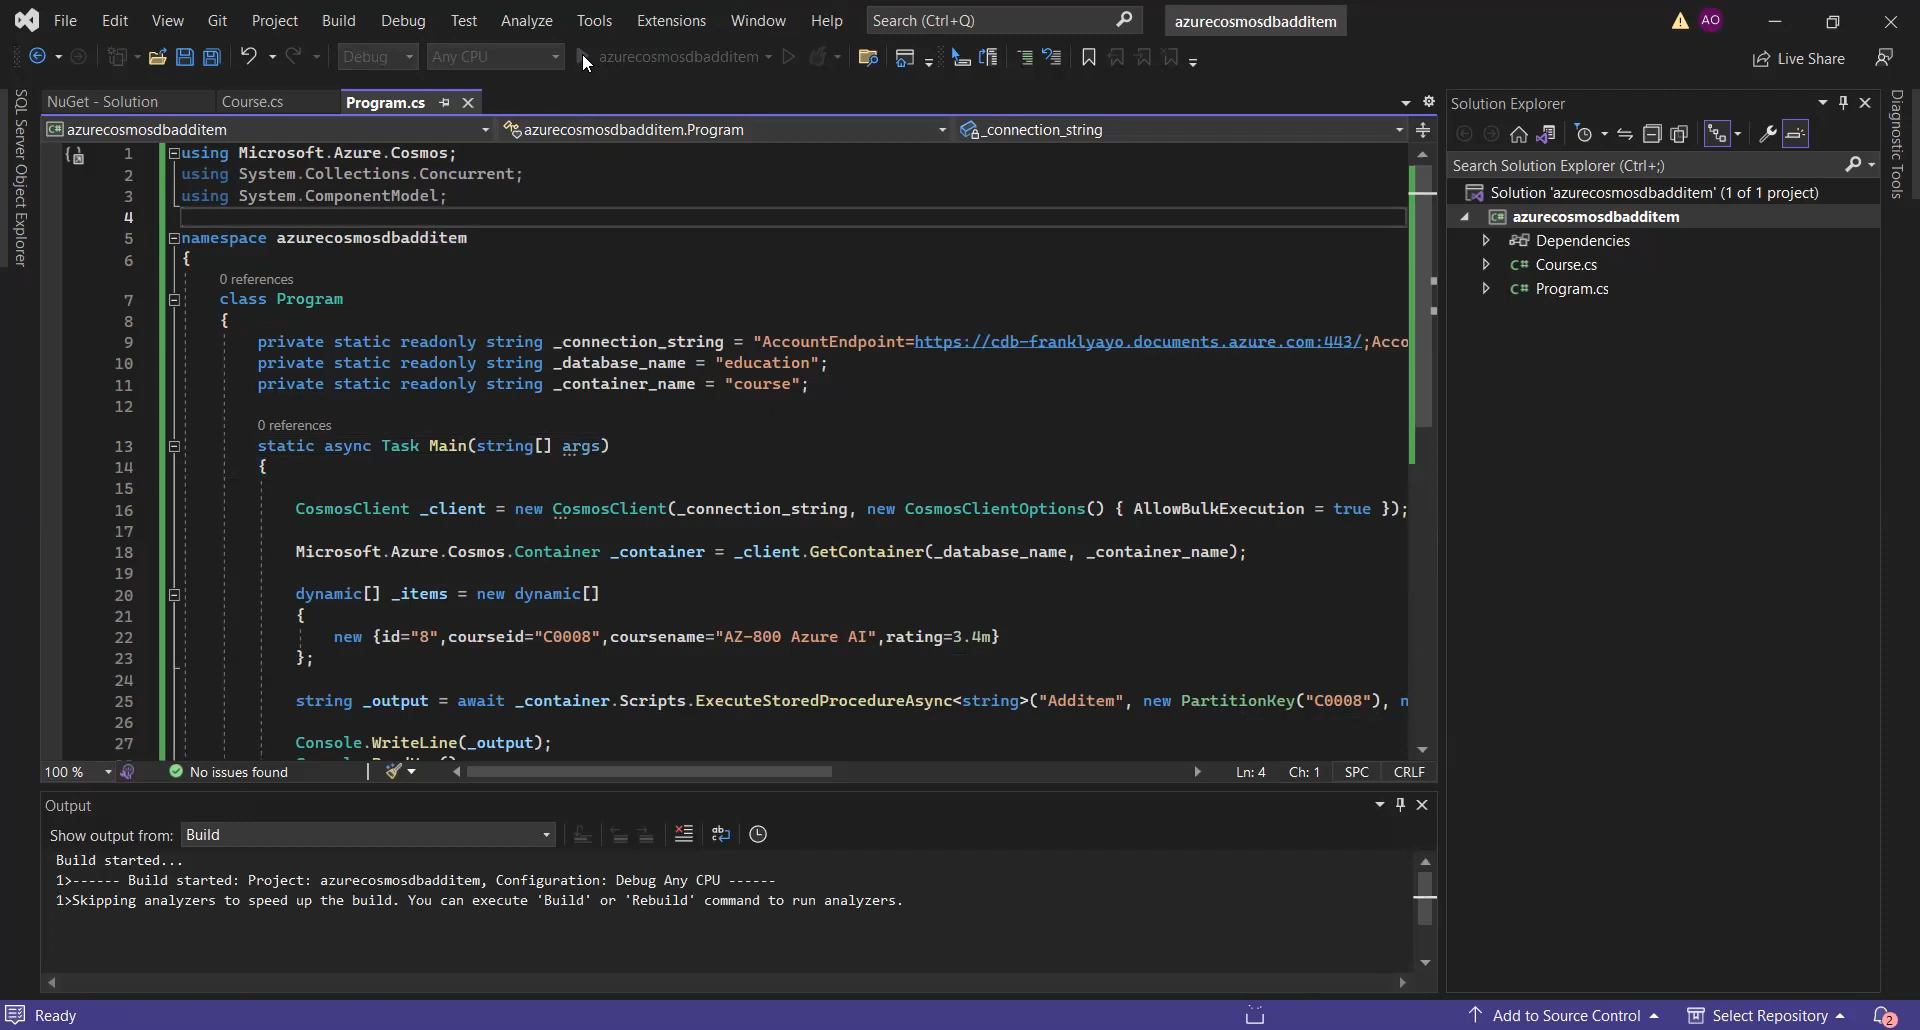 File Edit View Git Project Build Debug Test Analyze Tools Extensions Window Help Search (Ctrl+Q) azurecosmosdbadditem AO
Debug Any CPU azurecosmosdbadditem Live Share
SQL Server Object Explorer
NuGet - Solution Course.cs Program.cs
azurecosmosdbadditem azurecosmosdbadditem.Program _connection_string
1 using Microsoft.Azure.Cosmos;
2 using System.Collections.Concurrent;
3 using System.ComponentModel;
4
5 namespace azurecosmosdbadditem
6 {
0 references
7 class Program
8 {
9 private static readonly string _connection_string = "AccountEndpoint=https://cdb-franklyayo.documents.azure.com:443/;Acco
10 private static readonly string _database_name = "education";
11 private static readonly string _container_name = "course";
12
0 references
13 static async Task Main(string[] args)
14 {
15
16 CosmosClient _client = new CosmosClient(_connection_string, new CosmosClientOptions() { AllowBulkExecution = true });
17
18 Microsoft.Azure.Cosmos.Container _container = _client.GetContainer(_database_name, _container_name);
19
20 dynamic[] _items = new dynamic[]
21 {
22 new {id="8",courseid="C0008",coursename="AZ-800 Azure AI",rating=3.4m}
23 };
24
25 string _output = await _container.Scripts.ExecuteStoredProcedureAsync<string>("Additem", new PartitionKey("C0008"), n
26
27 Console.WriteLine(_output);
100 % No issues found Ln: 4 Ch: 1 SPC CRLF
Output
Show output from: Build
Build started...
1>------ Build started: Project: azurecosmosdbadditem, Configuration: Debug Any CPU ------
1>Skipping analyzers to speed up the build. You can execute 'Build' or 'Rebuild' command to run analyzers.
Solution Explorer
Search Solution Explorer (Ctrl+;)
Solution 'azurecosmosdbadditem' (1 of 1 project)
C# azurecosmosdbadditem
Dependencies
C# Course.cs
C# Program.cs
Diagnostic Tools
Ready Add to Source Control Select Repository 2